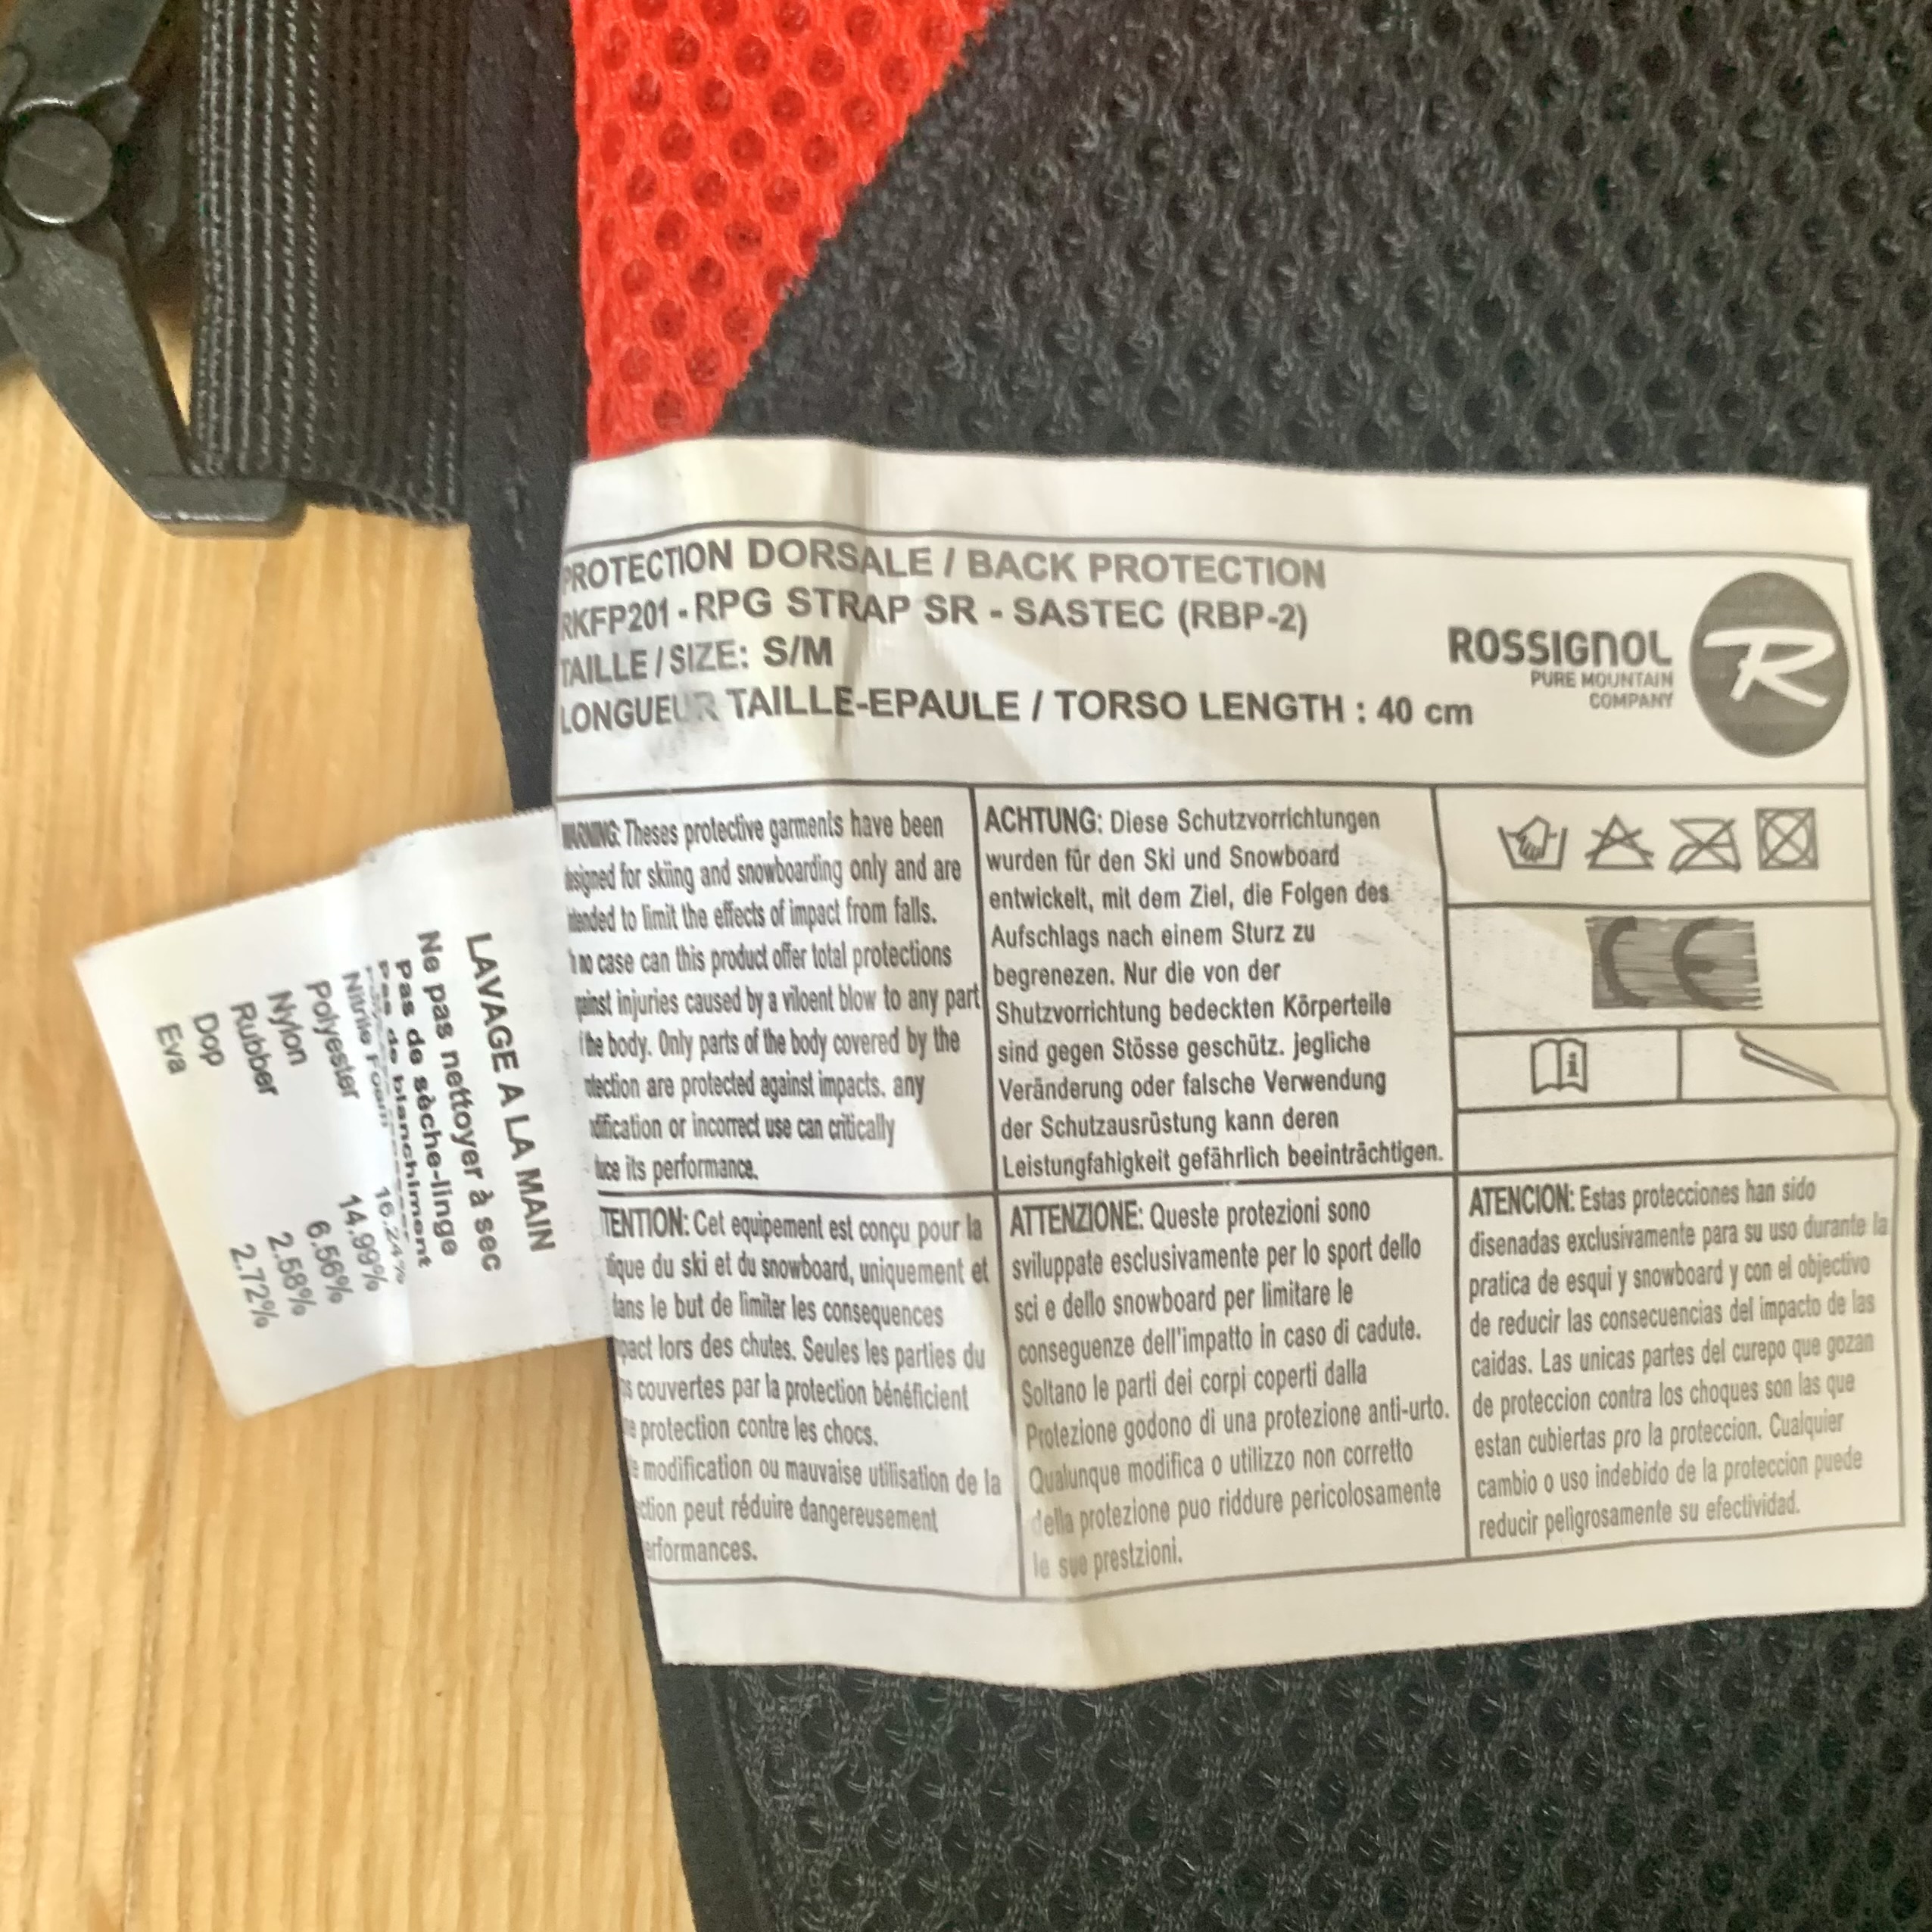 PROTECTION DORSALE / BACK PROTECTION
RKFP201 - RPG STRAP SR - SASTEC (RBP-2)
TAILLE / SIZE: S/M
LONGUEUR TAILLE-EPAULE / TORSO LENGTH : 40 cm
ROSSIGNOL
PURE MOUNTAIN
COMPANY
R
WARNING: Theses protective garments have been
designed for skiing and snowboarding only and are
intended to limit the effects of impact from falls.
In no case can this product offer total protections
against injuries caused by a viloent blow to any part
the body. Only parts of the body covered by the
are protected against impacts. any
or incorrect use can critically
its performance.
ACHTUNG: Diese Schutzvorrichtungen
wurden für den Ski und Snowboard
entwickelt, mit dem Ziel, die Folgen des
Aufschlags nach einem Sturz zu
begrenezen. Nur die von der
Shutzvorrichtung bedeckten Körperteile
sind gegen Stösse geschütz. jegliche
Veränderung oder falsche Verwendung
der Schutzausrüstung kann deren
Leistungfahigkeit gefährlich beeinträchtigen.
CE
i
TENTION: Cet equipement est conçu pour la
du ski et du snowboard, uniquement et
dans le but de limiter les consequences
pact lors des chutes. Seules les parties du
couvertes par la protection bénéficient
protection contre les chocs.
modification ou mauvaise utilisation de la
ction peut réduire dangereusement
erformances.
ATTENZIONE: Queste protezioni sono
sviluppate esclusivamente per lo sport dello
sci e dello snowboard per limitare le
conseguenze dell'impatto in caso di cadute.
Soltano le parti dei corpi coperti dalla
Protezione godono di una protezione anti-urto.
Qualunque modifica o utilizzo non corretto
della protezione puo riddure pericolosamente
le sue prestzioni.
ATENCION: Estas protecciones han sido
disenadas exclusivamente para su uso durante la
pratica de esqui y snowboard y con el objectivo
de reducir las consecuencias del impacto de las
caidas. Las unicas partes del curepo que gozan
de proteccion contra los choques son las que
estan cubiertas pro la proteccion. Cualquier
cambio o uso indebido de la proteccion puede
reducir peligrosamente su efectividad.
LAVAGE A LA MAIN
Ne pas nettoyer à sec
Pas de sèche-linge
Pas de blanchiment
Nitrile Foam 16.24%
Polyester 14.99%
Nylon 6.56%
Rubber 2.58%
Dop 2.72%
Eva